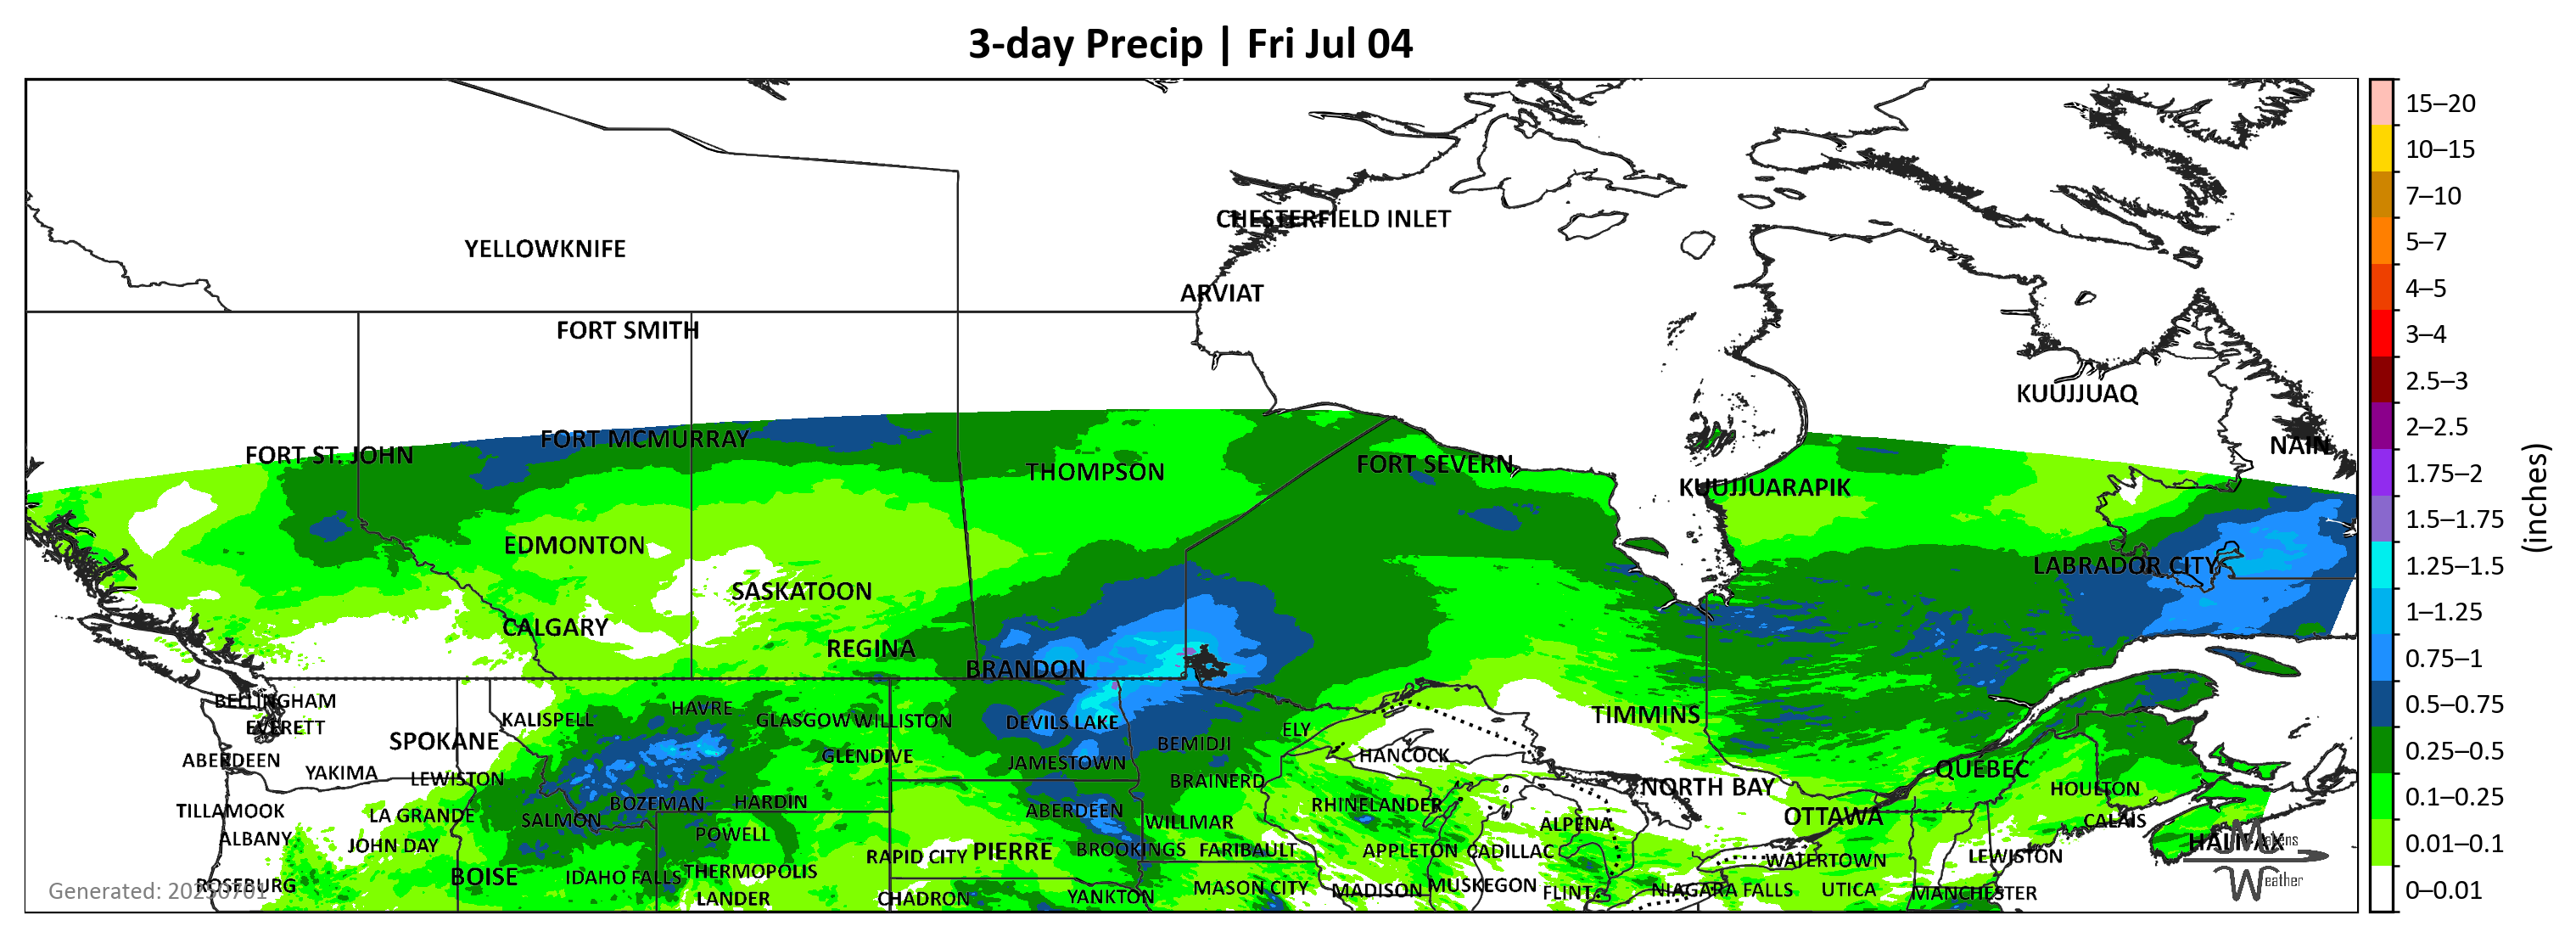 3-day Precip | Fri Jul 04
CHESTERFIELD INLET
YELLOWKNIFE
ARVIAT
FORT SMITH
KUUJJUAQ
FORT MCMURRAY
NAIN
FORT ST. JOHN
THOMPSON
FORT SEVERN
KUUJJUARAPIK
EDMONTON
LABRADOR CITY
SASKATOON
CALGARY
REGINA
BRANDON
BELLINGHAM
HAVRE
KALISPELL
GLASGOW
WILLISTON
DEVILS LAKE
TIMMINS
EVERETT
ELY
SPOKANE
BEMIDJI
ABERDEEN
GLENDIVE
JAMESTOWN
HANCOCK
QUEBEC
YAKIMA
LEWISTON
BRAINERD
NORTH BAY
HOULTON
BOZEMAN
HARDIN
RHINELANDER
TILLAMOOK
LA GRANDE
SALMON
ABERDEEN
WILLMAR
ALPENA
OTTAWA
CALAIS
ALBANY
JOHN DAY
POWELL
HALIFAX
RAPID CITY
PIERRE
BROOKINGS
FARIBAULT
APPLETON
CADILLAC
WATERTOWN
LEWISTON
BOISE
IDAHO FALLS
THERMOPOLIS
ROSEBURG
MASON CITY
MADISON
MUSKEGON
FLINT
NIAGARA FALLS
UTICA
MANCHESTER
LANDER
CHADRON
YANKTON
Generated: 20250701
Weather
15–20
10–15
7–10
5–7
4–5
3–4
2.5–3
2–2.5
1.75–2
1.5–1.75
1.25–1.5
1–1.25
0.75–1
0.5–0.75
0.25–0.5
0.1–0.25
0.01–0.1
0–0.01
(inches)